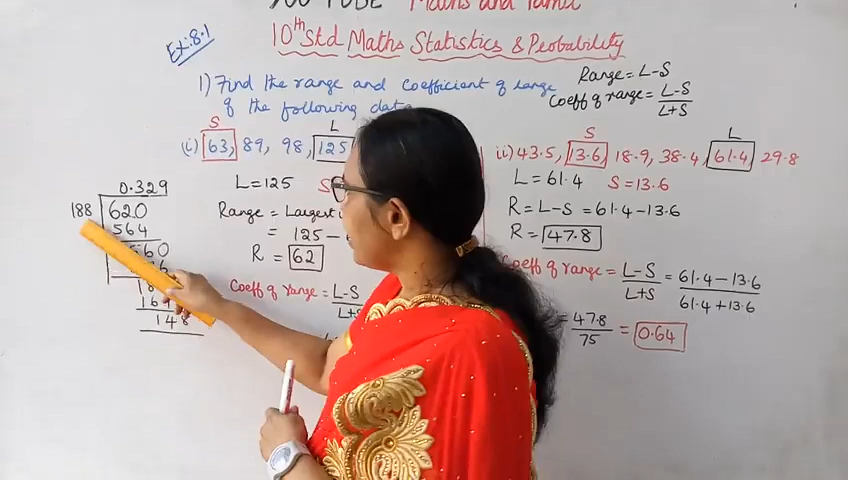 YOU TUBE Maths and Tamil
10th Std Maths Statistics & Probability
Ex:8.1
1) Find the range and coefficient of range
of the following data
Range = L-S
Coeff of range = L-S
L+S
S L
(i) 63, 89, 98, 125
L=125 S
Range = Largest
= 125 -
R = 62
Coeff of range = L-S
L+S
0.329
188 620
564
560
18
164
148
S L
ii) 43.5, 13.6, 18.9, 38.4, 61.4, 29.8
L = 61.4 S = 13.6
R = L-S = 61.4 - 13.6
R = 47.8
Coeff of range = L-S = 61.4 - 13.6
L+S 61.4 + 13.6
= 47.8 = 0.64
75